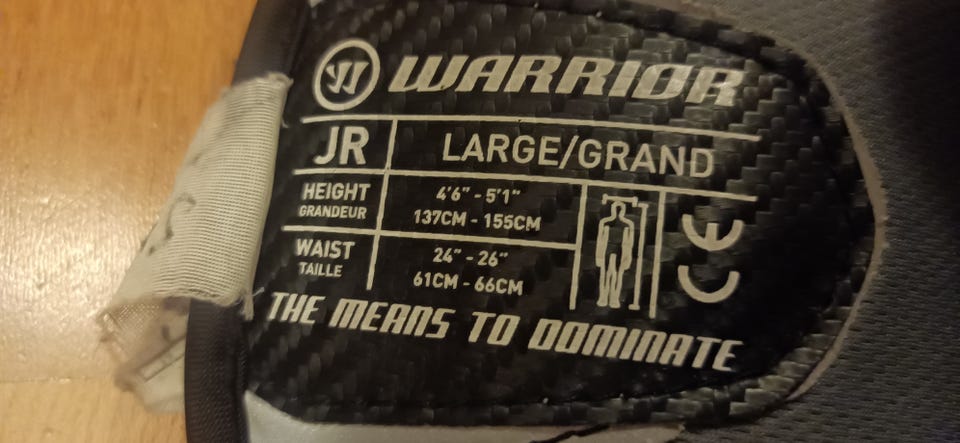 WARRIOR
JR LARGE/GRAND
HEIGHT 4'6" - 5'1"
GRANDEUR 137CM - 155CM
WAIST 24" - 26"
TAILLE 61CM - 66CM
CE
THE MEANS TO DOMINATE